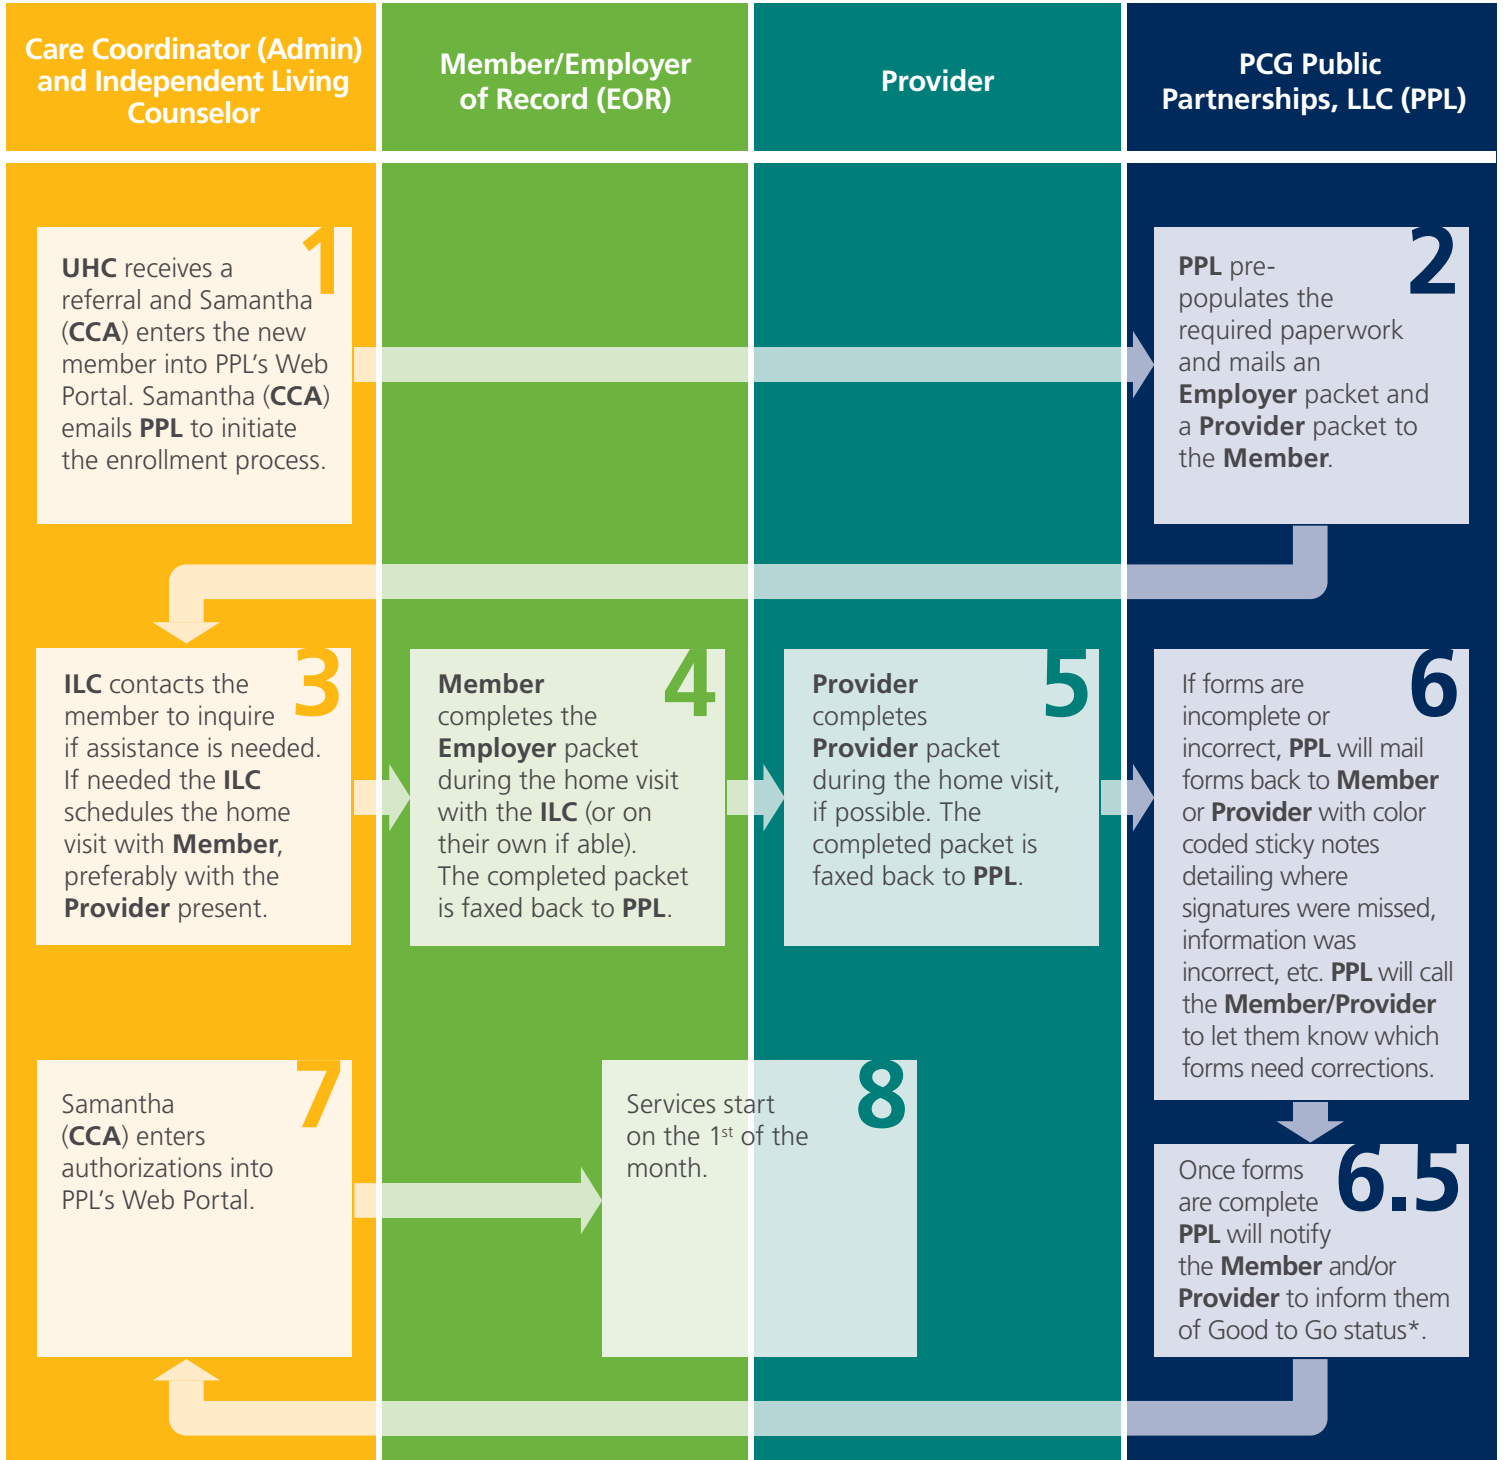 Care Coordinator (Admin)
and Independent Living
Counselor
Member/Employer
of Record (EOR)
Provider
PCG Public
Partnerships, LLC (PPL)
1
UHC receives a
referral and Samantha
(CCA) enters the new
member into PPL's Web
Portal. Samantha (CCA)
emails PPL to initiate
the enrollment process.
2
PPL pre-
populates the
required paperwork
and mails an
Employer packet and
a Provider packet to
the Member.
3
ILC contacts the
member to inquire
if assistance is needed.
If needed the ILC
schedules the home
visit with Member,
preferably with the
Provider present.
4
Member
completes the
Employer packet
during the home visit
with the ILC (or on
their own if able).
The completed packet
is faxed back to PPL.
5
Provider
completes
Provider packet
during the home visit,
if possible. The
completed packet is
faxed back to PPL.
6
If forms are
incomplete or
incorrect, PPL will mail
forms back to Member
or Provider with color
coded sticky notes
detailing where
signatures were missed,
information was
incorrect, etc. PPL will call
the Member/Provider
to let them know which
forms need corrections.
6.5
Once forms
are complete
PPL will notify
the Member and/or
Provider to inform them
of Good to Go status*.
7
Samantha
(CCA) enters
authorizations into
PPL's Web Portal.
8
Services start
on the 1st of the
month.